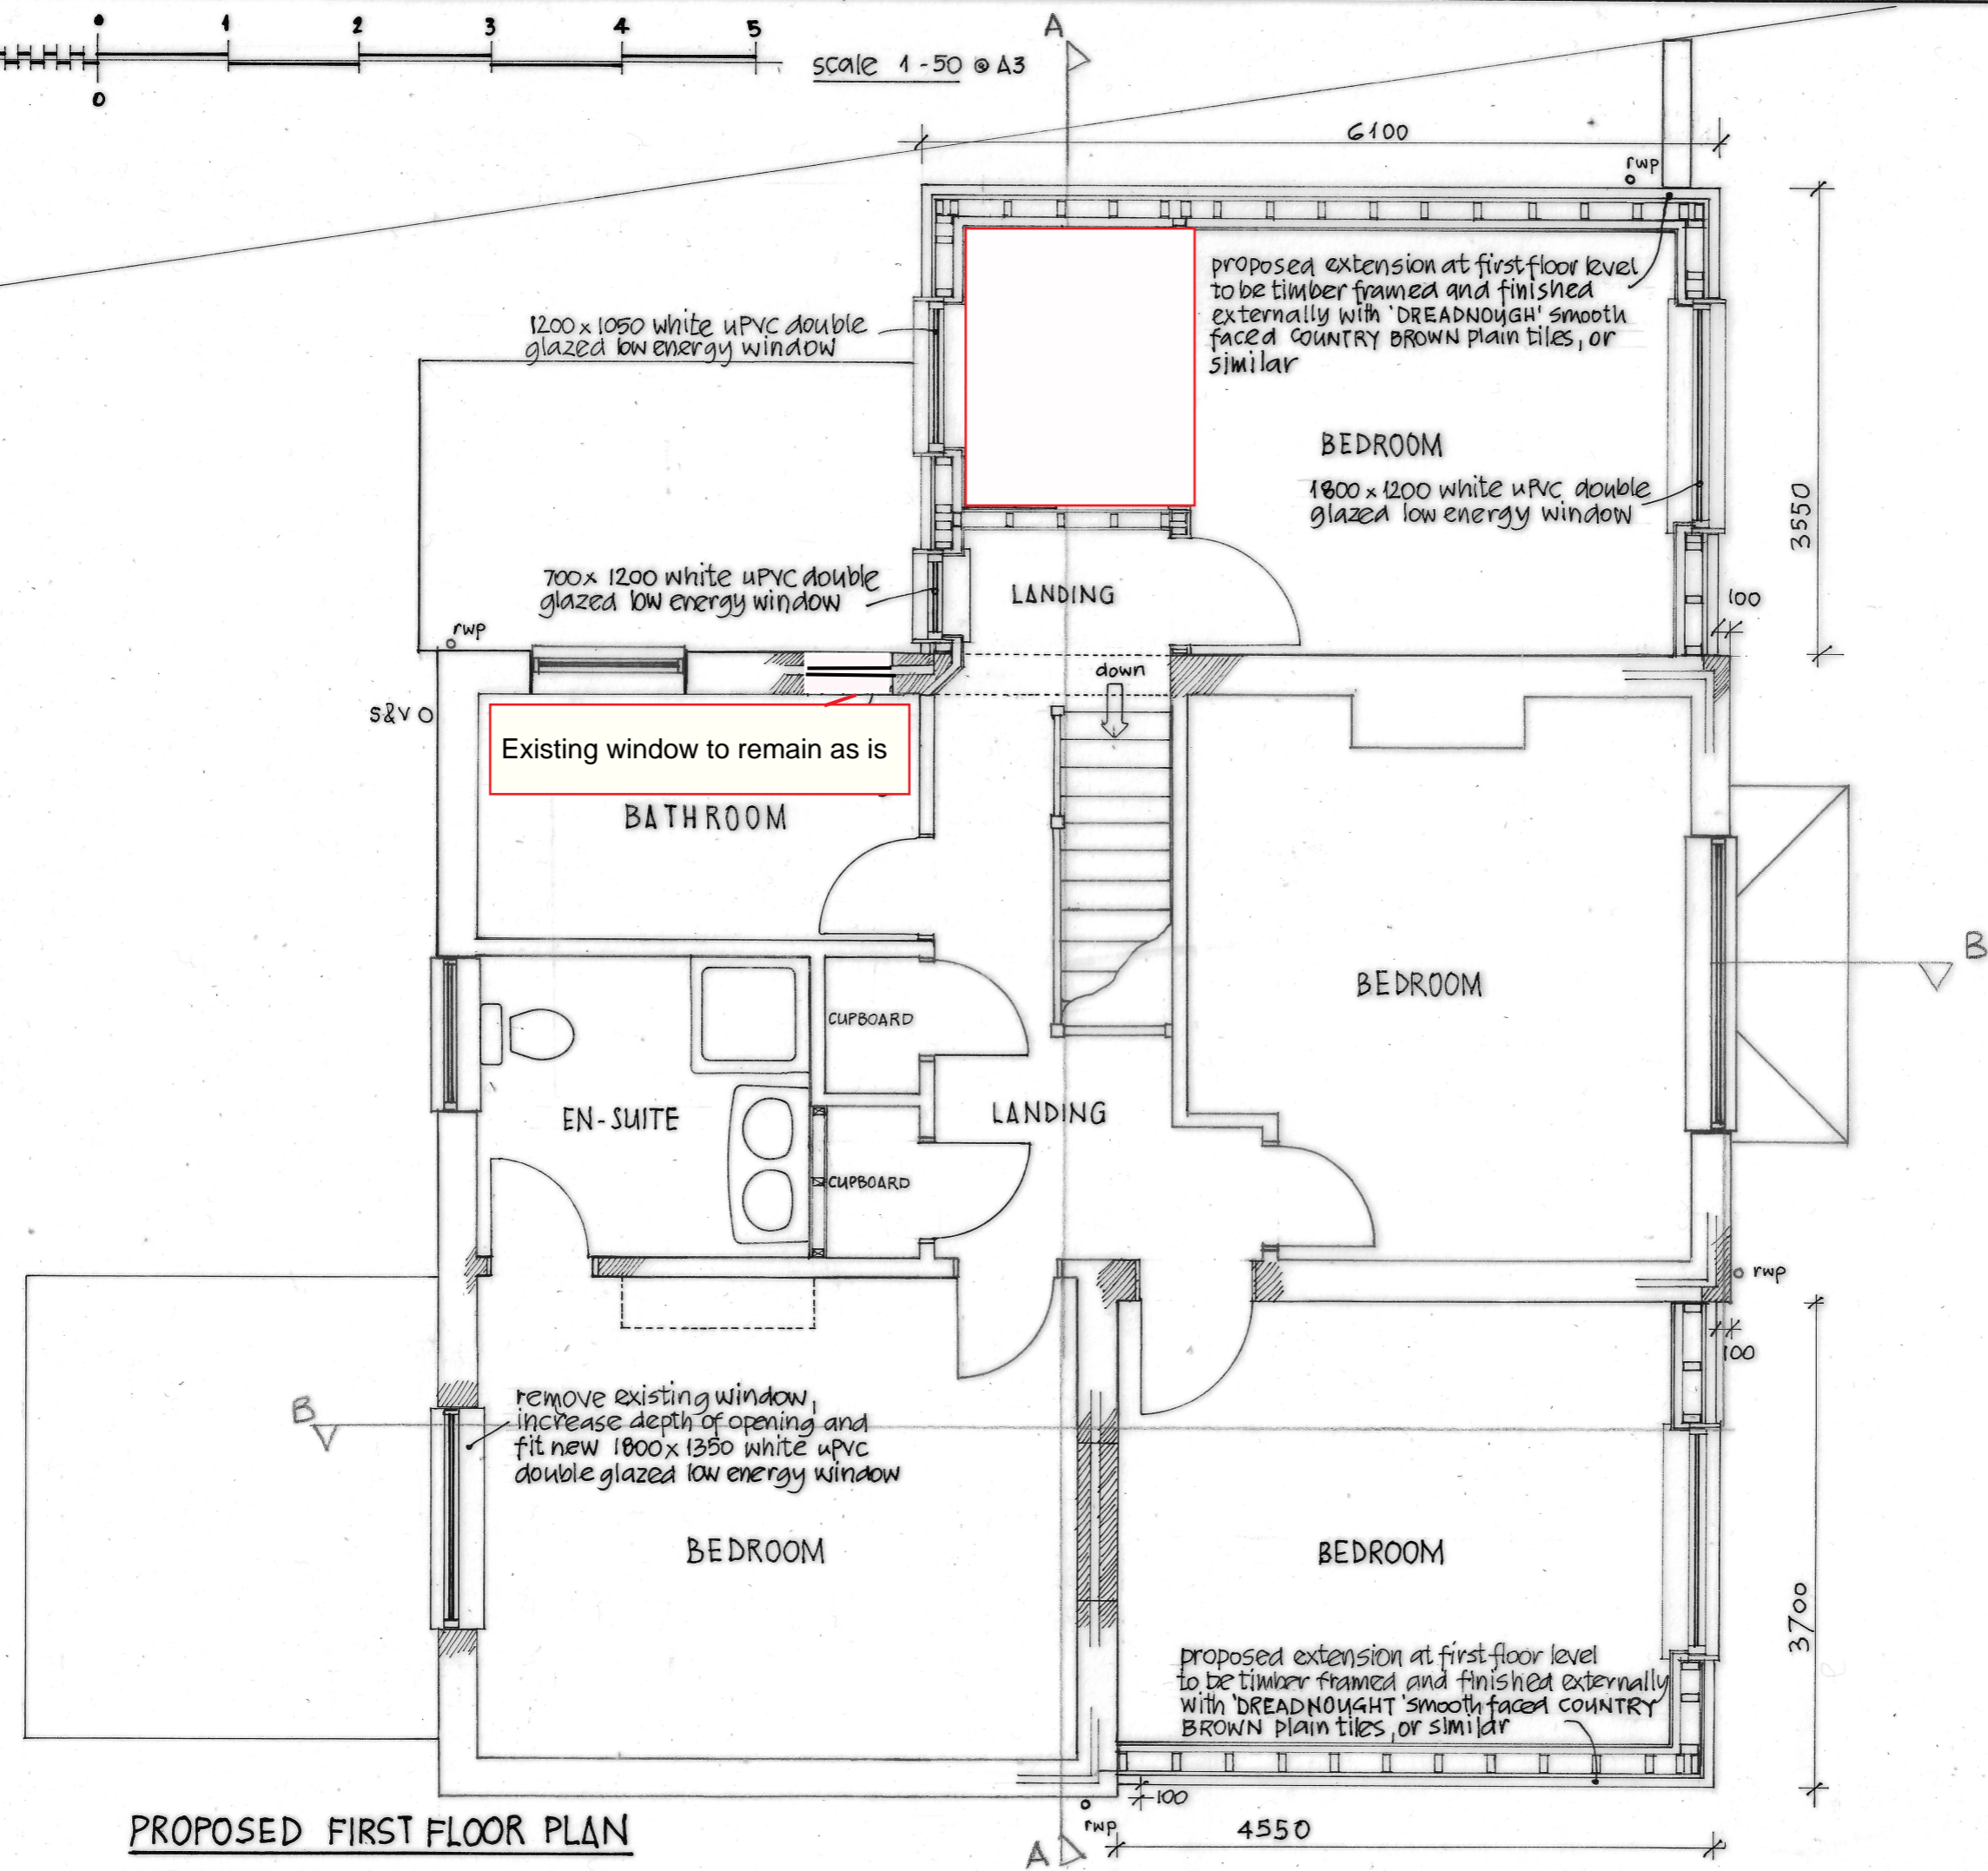 0 1 2 3 4 5
0
scale 1-50 @ A3
A
6100
rwp
proposed extension at first floor level
to be timber framed and finished
externally with 'DREADNOUGH' smooth
faced COUNTRY BROWN plain tiles, or
similar
1200 x 1050 white uPVC double
glazed low energy window
BEDROOM
1800 x 1200 white uPVC double
glazed low energy window
3550
700 x 1200 white uPVC double
glazed low energy window
LANDING
100
rwp
down
s&v
Existing window to remain as is
BATHROOM
B
BEDROOM
CUPBOARD
EN-SUITE
LANDING
CUPBOARD
rwp
100
B
remove existing window,
increase depth of opening and
fit new 1800 x 1350 white uPVC
double glazed low energy window
BEDROOM
BEDROOM
3700
proposed extension at first floor level
to be timber framed and finished externally
with 'DREADNOUGHT' smooth faced COUNTRY
BROWN plain tiles, or similar
100
PROPOSED FIRST FLOOR PLAN
rwp
4550
A